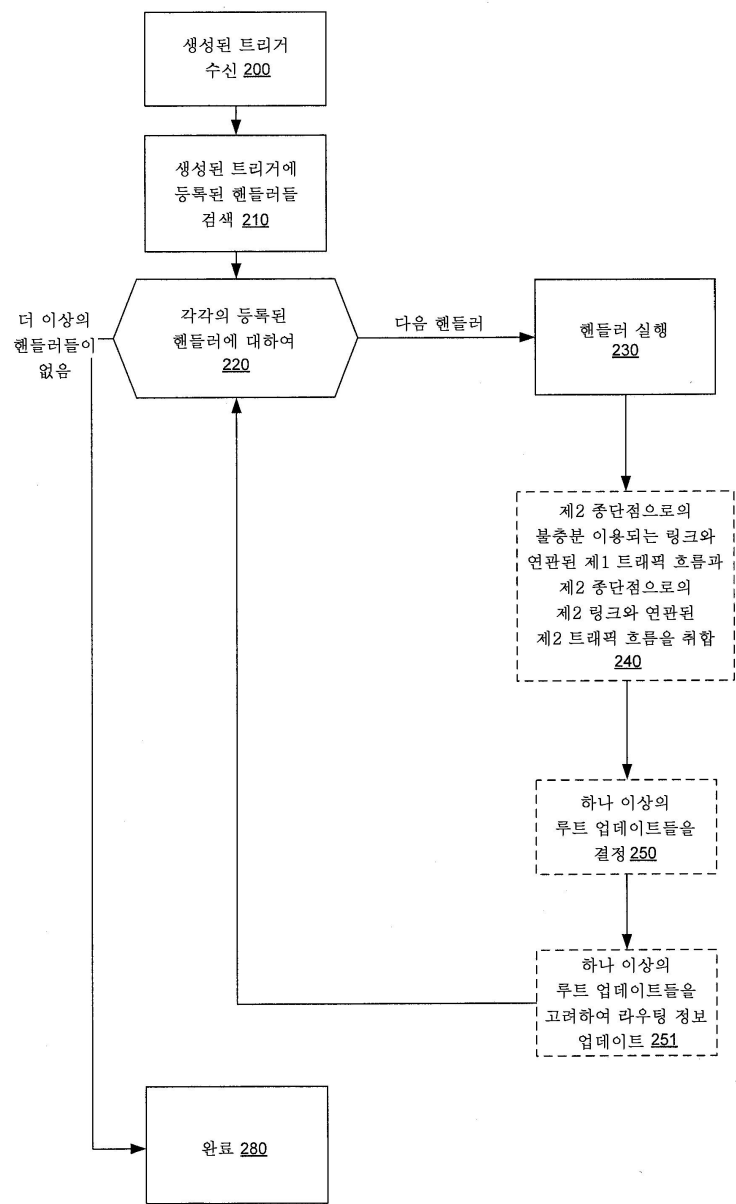 생성된 트리거
수신 200
생성된 트리거에
등록된 핸들러들
검색 210
더 이상의
핸들러들이
없음
각각의 등록된
핸들러에 대하여
220
다음 핸들러
핸들러 실행
230
제2 종단점으로의
불충분 이용되는 링크와
연관된 제1 트래픽 흐름과
제2 종단점으로의
제2 링크와 연관된
제2 트래픽 흐름을 취합
240
하나 이상의
루트 업데이트들을
결정250
하나 이상의
루트 업데이트들을
고려하여 라우팅 정보
업데이트 251
완료 280